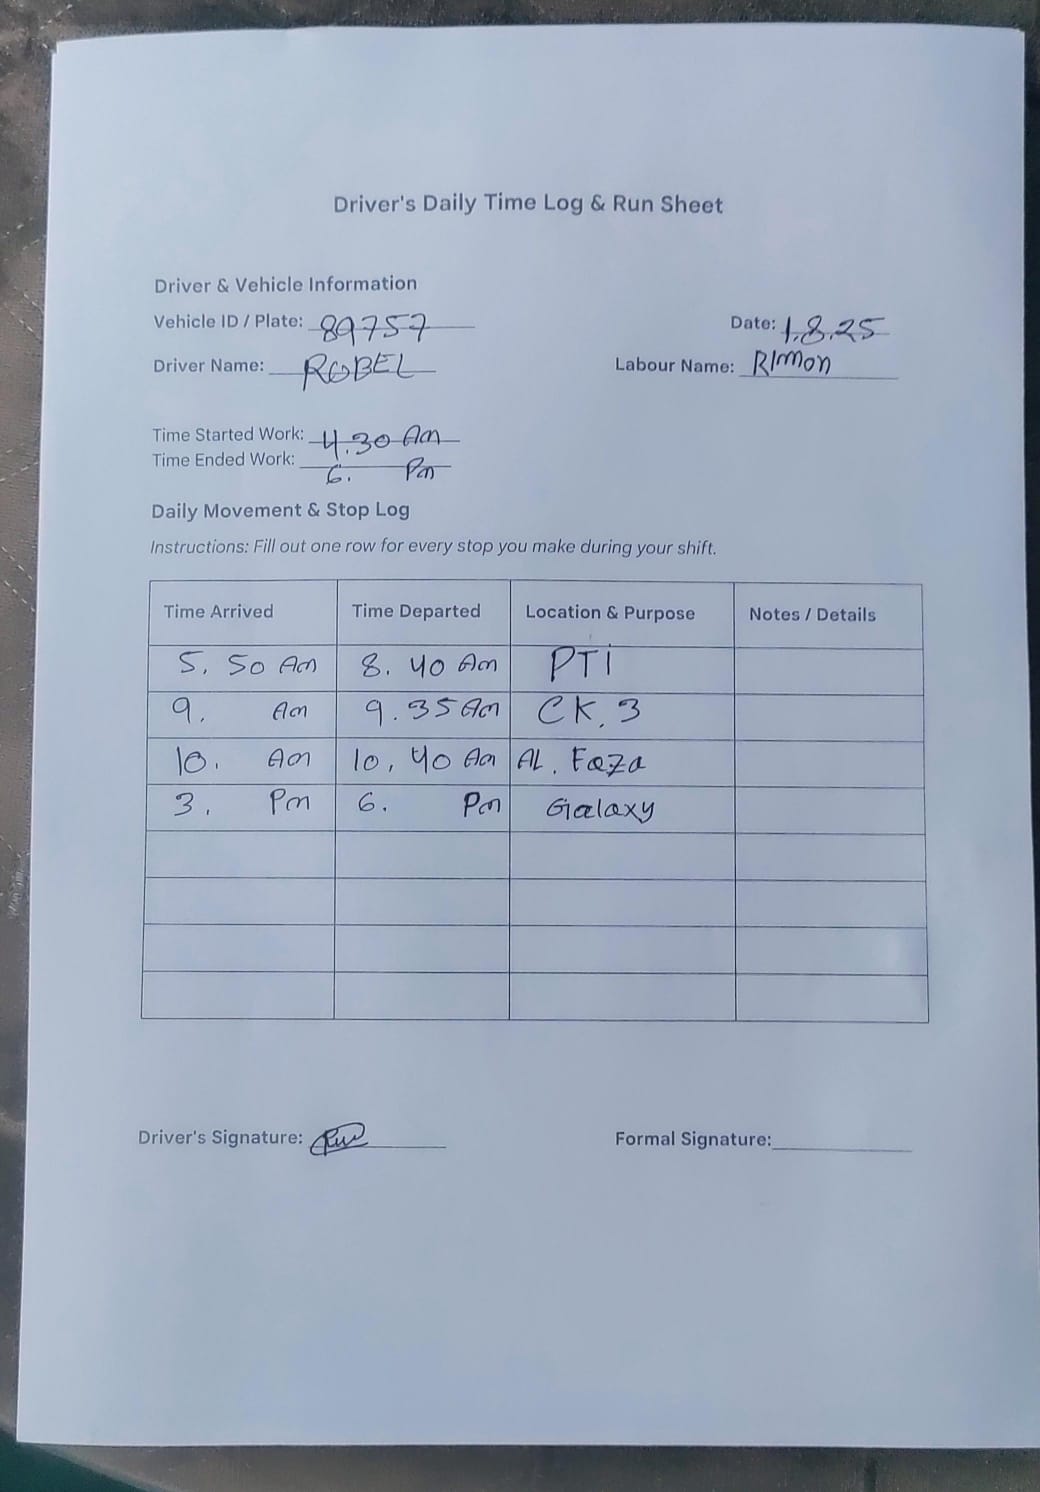 Driver's Daily Time Log & Run Sheet
Driver & Vehicle Information
Vehicle ID / Plate: 89757 Date: 1.8.25
Driver Name: ROBEL Labour Name: RImon
Time Started Work: 4.30 Am
Time Ended Work: 6. Pm
Daily Movement & Stop Log
Instructions: Fill out one row for every stop you make during your shift.
Time Arrived Time Departed Location & Purpose Notes / Details
5.50 Am 8.40 Am PTi
9. Am 9.35 Am CK.3
10. Am 10,40 Am AL. Faza
3. Pm 6. Pm Galaxy
Driver's Signature: Formal Signature: